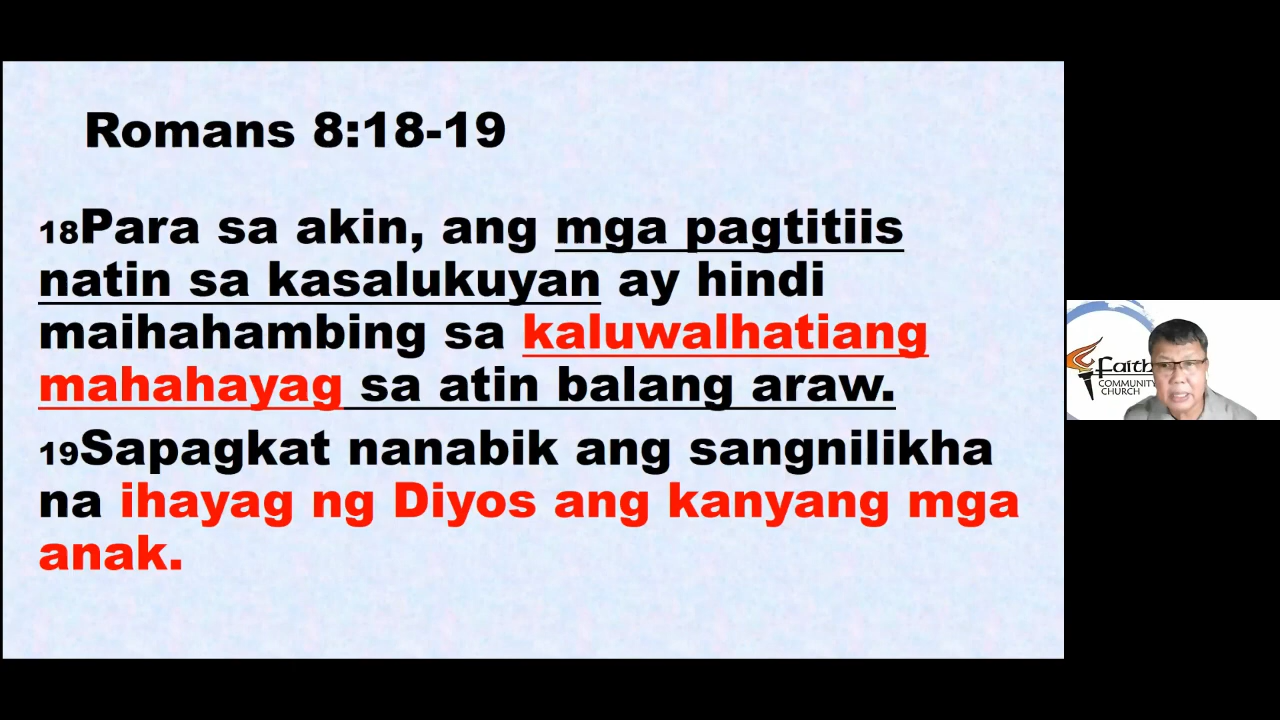 Romans 8:18-19
18Para sa akin, ang mga pagtitiis
natin sa kasalukuyan ay hindi
maihahambing sa kaluwalhatiang
mahahayag sa atin balang araw.
19Sapagkat nanabik ang sangnilikha
na ihayag ng Diyos ang kanyang mga
anak.
Faith
COMMUNITY
CHURCH